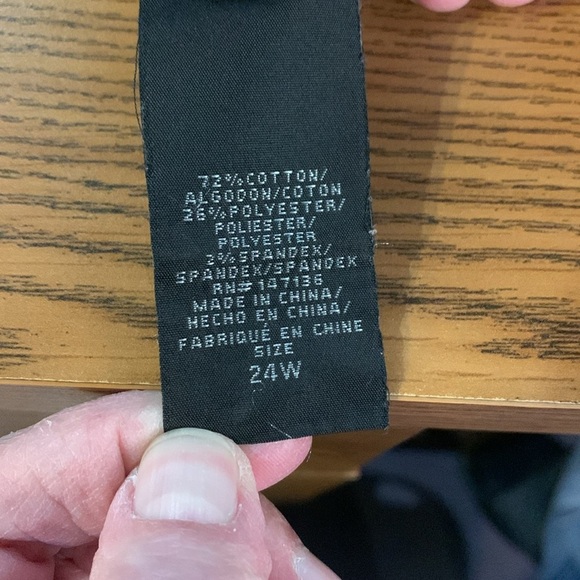 72%COTTON/
ALGODON/COTON
26%POLYESTER/
POLIESTER/
POLYESTER
2%SPANDEX/
SPANDEX/SPANDEX
RN#147136
MADE IN CHINA/
HECHO EN CHINA/
FABRIQUÉ EN CHINE
SIZE
24W